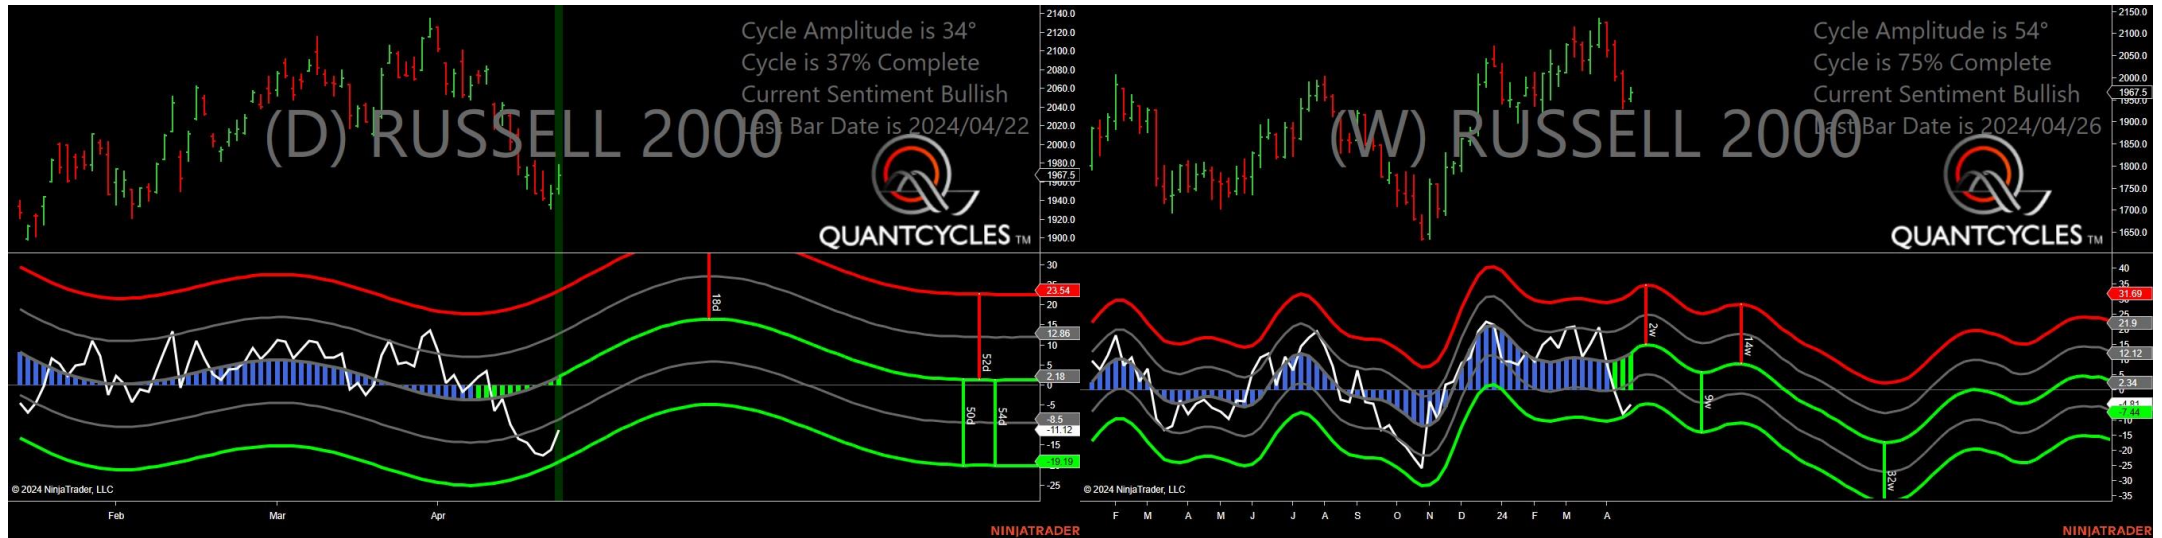 Cycle Amplitude is 34°
Cycle is 37% Complete
Current Sentiment Bullish
Last Bar Date is 2024/04/22
(D) RUSSELL 2000
QUANTCYCLES TM
2140.0
2120.0
2100.0
2080.0
2060.0
2040.0
2020.0
2000.0
1980.0
1967.5
1960.0
1940.0
1920.0
1900.0
30
23.54
20
15
12.86
10
5
2.18
0
-5
-8.5
-11.12
-15
-19.19
-25
18d
52d
50d
54d
© 2024 NinjaTrader, LLC
Feb Mar Apr
NINJATRADER
Cycle Amplitude is 54°
Cycle is 75% Complete
Current Sentiment Bullish
Last Bar Date is 2024/04/26
(W) RUSSELL 2000
QUANTCYCLES TM
2150.0
2100.0
2050.0
2000.0
1967.5
1950.0
1900.0
1850.0
1800.0
1750.0
1700.0
1650.0
40
35
31.69
25
21.9
12.12
5
2.34
0
-4.81
-7.44
-10
-15
-20
-25
-30
-35
2w
14w
9w
32w
© 2024 NinjaTrader, LLC
F M A M J J A S O N D 24 F M A
NINJATRADER